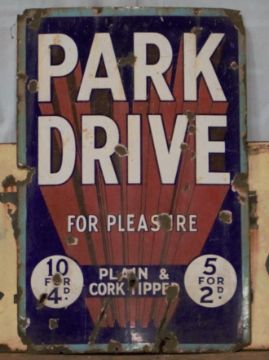 PARK
DRIVE
FOR PLEASURE
PLAIN &
CORK TIPPED
10
FOR
4D.
5
FOR
2D.